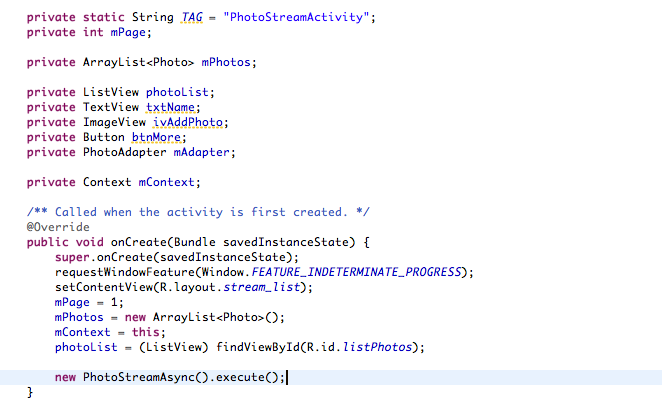 private static String TAG = "PhotoStreamActivity";
private int mPage;
private ArrayList<Photo> mPhotos;
private ListView photoList;
private TextView txtName;
private ImageView ivAddPhoto;
private Button btnMore;
private PhotoAdapter mAdapter;
private Context mContext;
/** Called when the activity is first created. */
@Override
public void onCreate(Bundle savedInstanceState) {
super.onCreate(savedInstanceState);
requestWindowFeature(Window.FEATURE_INDETERMINATE_PROGRESS);
setContentView(R.layout.stream_list);
mPage = 1;
mPhotos = new ArrayList<Photo>();
mContext = this;
photoList = (ListView) findViewById(R.id.listPhotos);
new PhotoStreamAsync().execute();
}